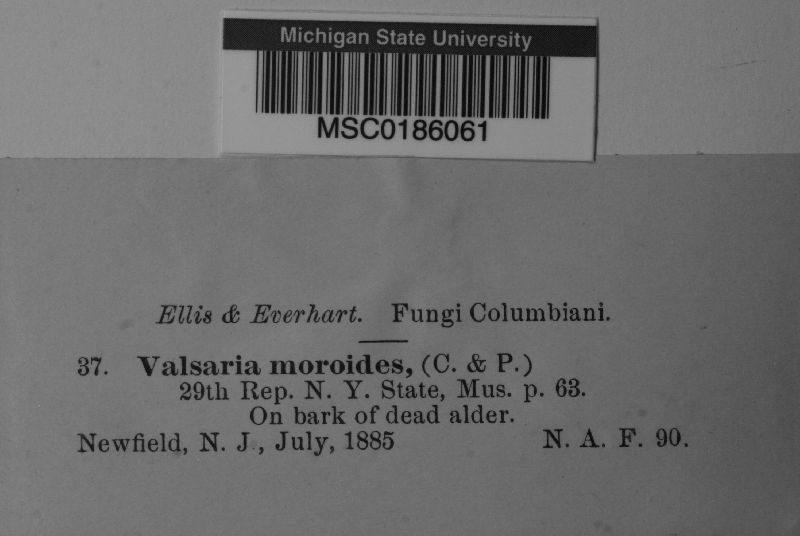 Michigan State University
MSC0186061
Ellis & Everhart. Fungi Columbiani.
37. Valsaria moroides, (C. & P.)
29th Rep. N. Y. State, Mus. p. 63.
On bark of dead alder.
Newfield, N. J., July, 1885 N. A. F. 90.